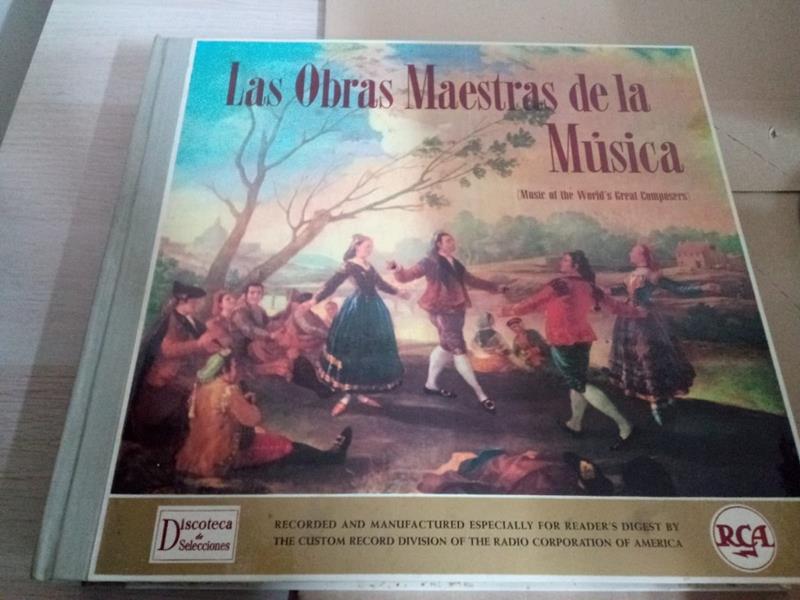 Las Obras Maestras de la
Música
[Music of the World's Great Composers]
Discoteca
de
Selecciones
RECORDED AND MANUFACTURED ESPECIALLY FOR READER'S DIGEST BY
THE CUSTOM RECORD DIVISION OF THE RADIO CORPORATION OF AMERICA
RCA